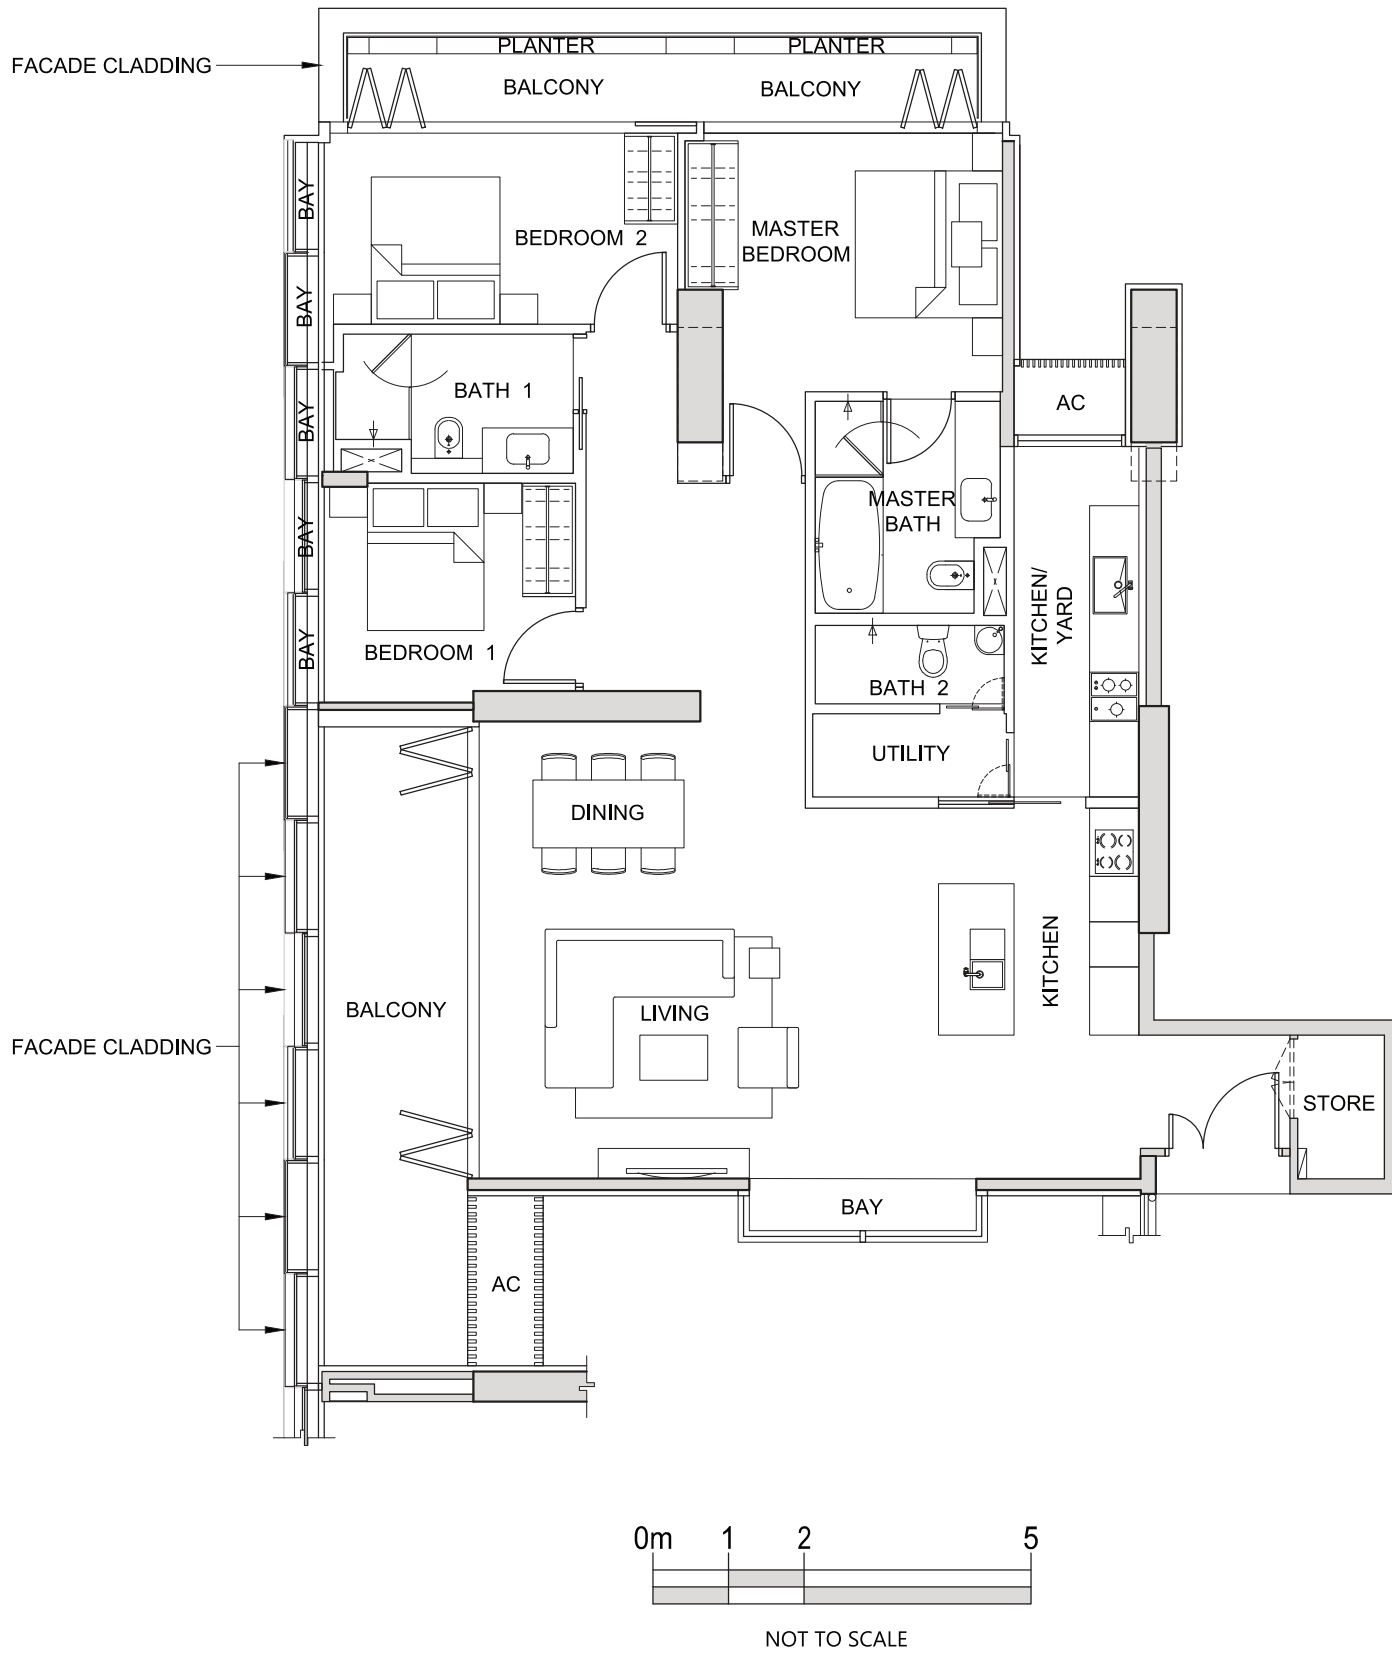 PLANTER PLANTER
FACADE CLADDING
BALCONY BALCONY
BAY
MASTER
BEDROOM
BEDROOM 2
BAY
BATH 1
AC
BAY
MASTER
BATH
BAY
KITCHEN/
YARD
BAY
BEDROOM 1
BATH 2
UTILITY
DINING
KITCHEN
BALCONY
LIVING
FACADE CLADDING
STORE
BAY
AC
0m 1 2 5
NOT TO SCALE